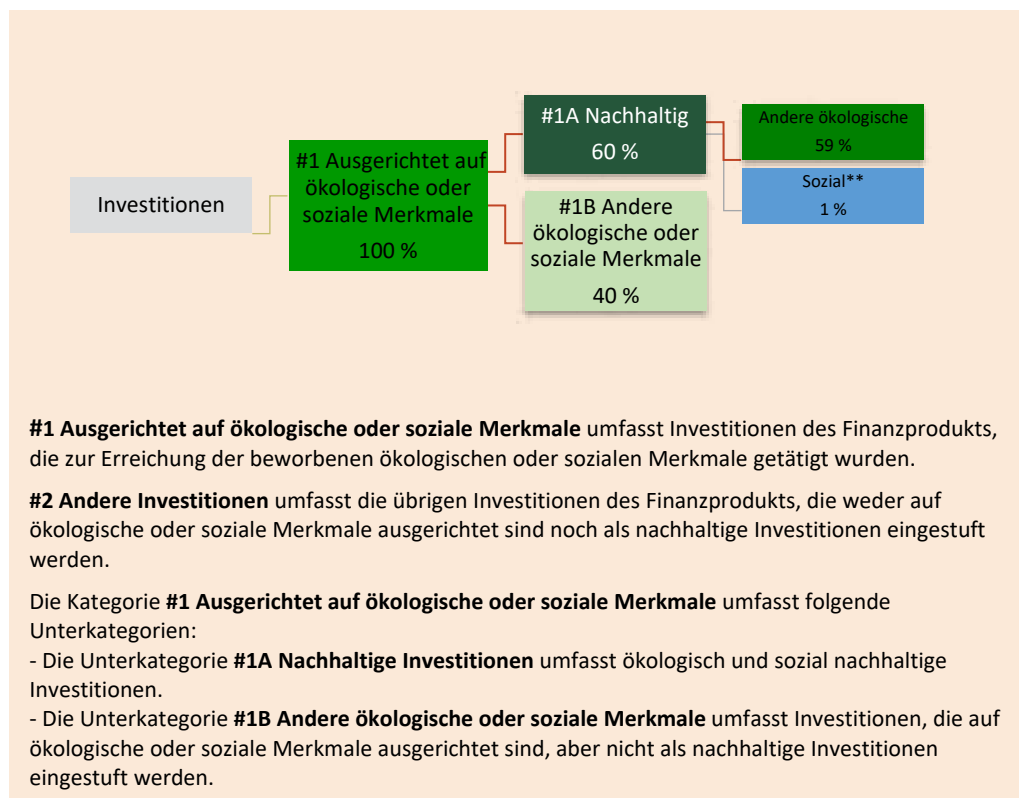 Investitionen
#1 Ausgerichtet auf
ökologische oder
soziale Merkmale
100 %
#1A Nachhaltig
60 %
#1B Andere
ökologische oder
soziale Merkmale
40 %
Andere ökologische
59 %
Sozial**
1 %
#1 Ausgerichtet auf ökologische oder soziale Merkmale umfasst Investitionen des Finanzprodukts,
die zur Erreichung der beworbenen ökologischen oder sozialen Merkmale getätigt wurden.
#2 Andere Investitionen umfasst die übrigen Investitionen des Finanzprodukts, die weder auf
ökologische oder soziale Merkmale ausgerichtet sind noch als nachhaltige Investitionen eingestuft
werden.
Die Kategorie #1 Ausgerichtet auf ökologische oder soziale Merkmale umfasst folgende
Unterkategorien:
- Die Unterkategorie #1A Nachhaltige Investitionen umfasst ökologisch und sozial nachhaltige
Investitionen.
- Die Unterkategorie #1B Andere ökologische oder soziale Merkmale umfasst Investitionen, die auf
ökologische oder soziale Merkmale ausgerichtet sind, aber nicht als nachhaltige Investitionen
eingestuft werden.